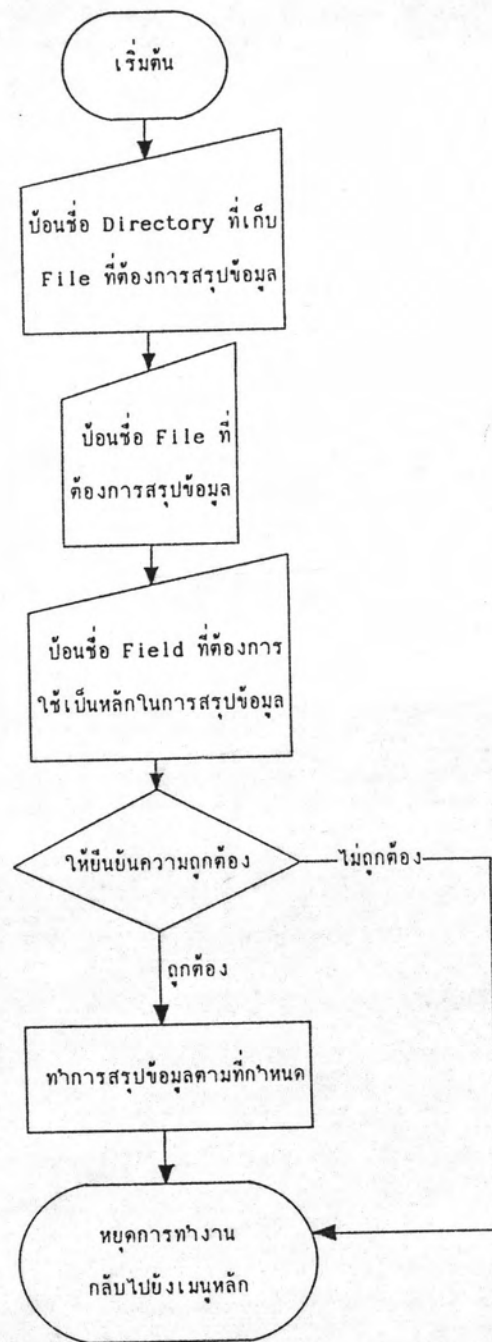 เริ่มต้น
ป้อนชื่อ Directory ที่เก็บ
File ที่ต้องการสรุปข้อมูล
ป้อนชื่อ File ที่
ต้องการสรุปข้อมูล
ป้อนชื่อ Field ที่ต้องการ
ใช้เป็นหลักในการสรุปข้อมูล
ให้ยืนยันความถูกต้อง
ไม่ถูกต้อง
ถูกต้อง
ทำการสรุปข้อมูลตามที่กำหนด
หยุดการทำงาน
กลับไปยังเมนูหลัก